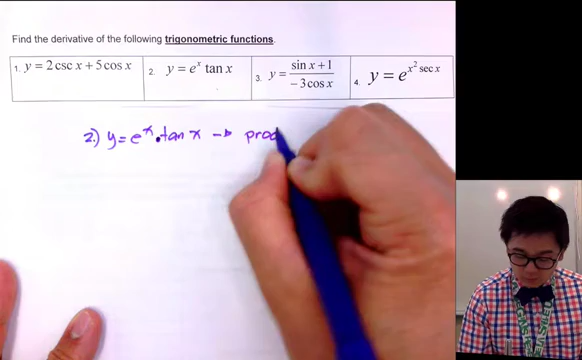 Find the derivative of the following trigonometric functions.
1. y = 2 csc x + 5 cos x
2. y = e^x tan x
3. y = (sin x + 1)/(−3 cos x)
4. y = e^(x² sec x)
2.) y = e^x · tan x → prod